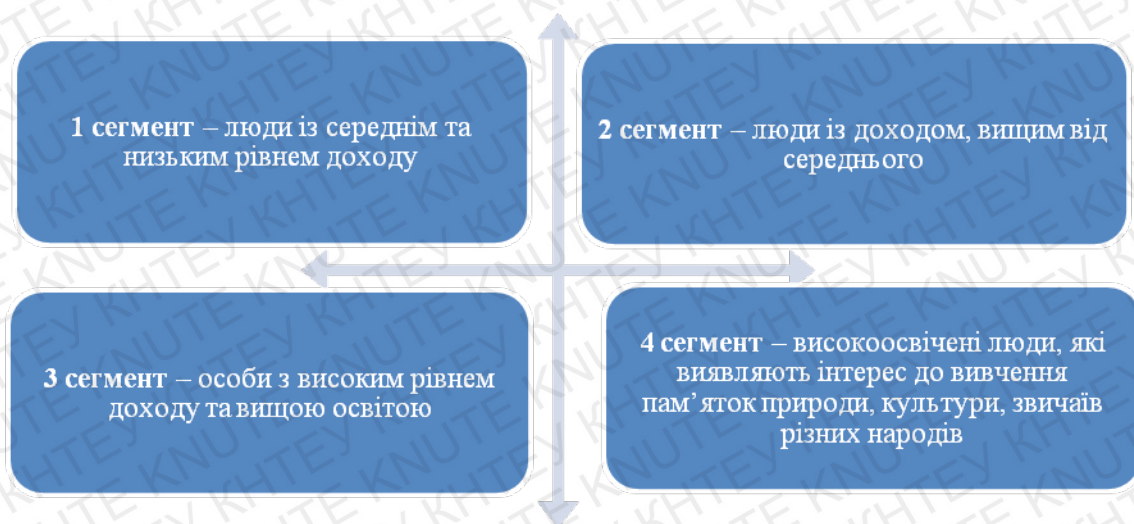 1 сегмент – люди із середнім та
низьким рівнем доходу
2 сегмент – люди із доходом, вищим від
середнього
3 сегмент – особи з високим рівнем
доходу та вищою освітою
4 сегмент – високоосвічені люди, які
виявляють інтерес до вивчення
пам’яток природи, культури, звичаїв
різних народів